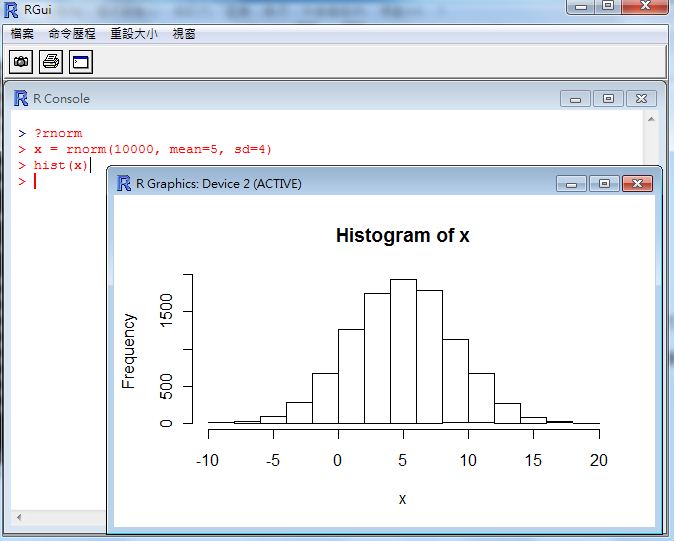 RGui
檔案 命令歷程 重設大小 視窗
R Console
> ?rnorm
> x = rnorm(10000, mean=5, sd=4)
> hist(x)
>
R Graphics: Device 2 (ACTIVE)
Histogram of x
Frequency
1500
500
0
-10 -5 0 5 10 15 20
x